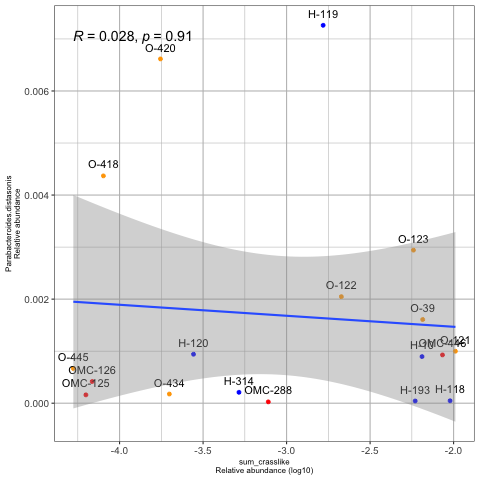 H-119
R = 0.028, p = 0.91
O-420
O-418
O-123
O-122
O-39
H-120
O-445
OMC-126
OMC-125
O-434
H-314
OMC-288
H-10
O-121
H-193
H-118
0.006
0.004
0.002
0.000
-4.0
-3.5
-3.0
-2.5
-2.0
Parabacteroides.distasonis
Relative abundance
sum_crasslike
Relative abundance (log10)